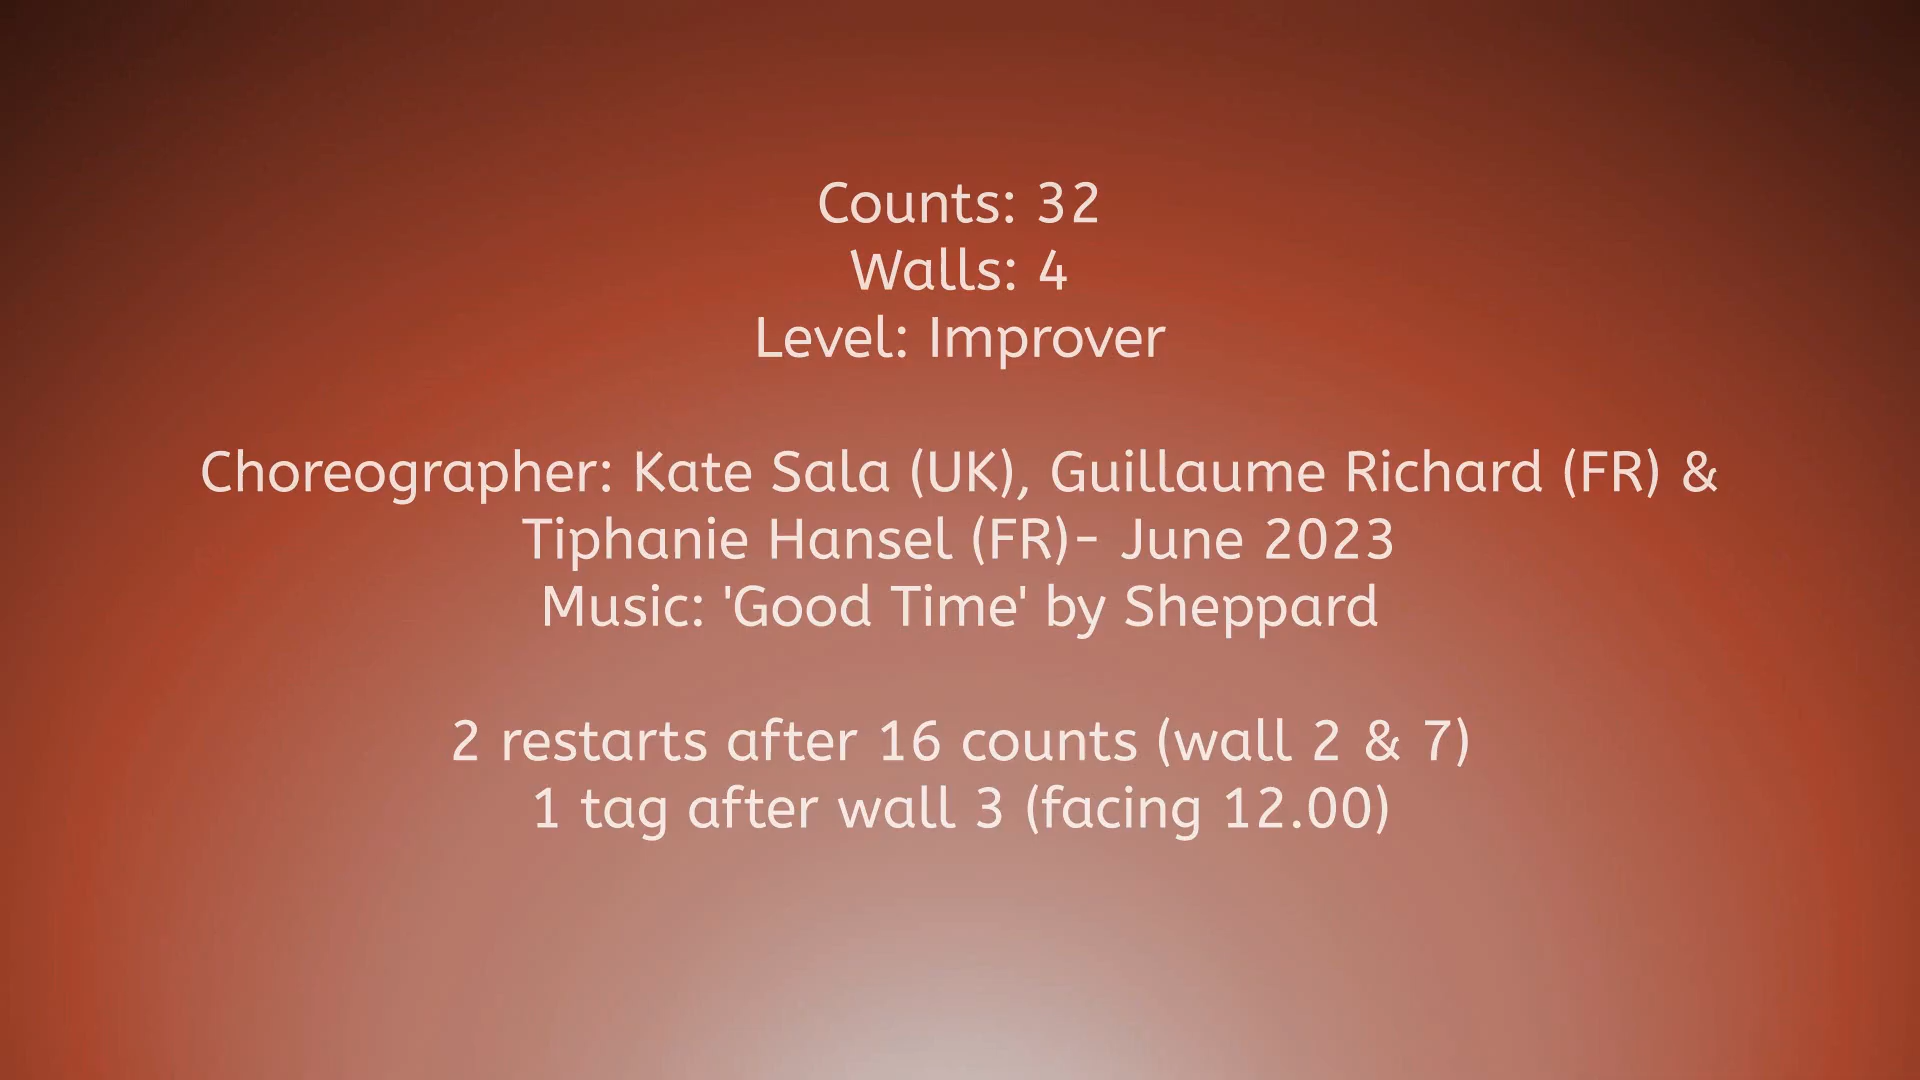 Counts: 32
Walls: 4
Level: Improver
Choreographer: Kate Sala (UK), Guillaume Richard (FR) &
Tiphanie Hansel (FR)- June 2023
Music: 'Good Time' by Sheppard
2 restarts after 16 counts (wall 2 & 7)
1 tag after wall 3 (facing 12.00)